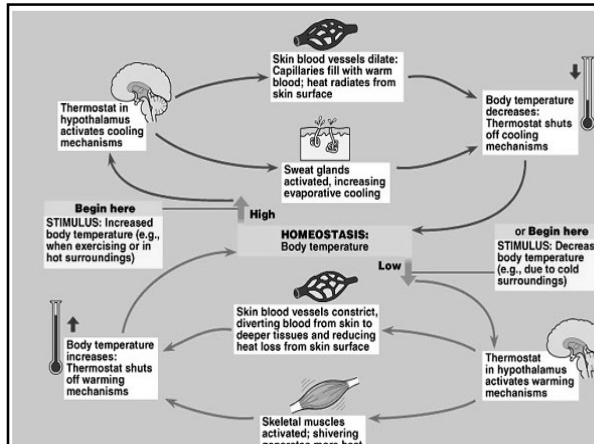 Skin blood vessels dilate:
Capillaries fill with warm
blood; heat radiates from
skin surface
Thermostat in
hypothalamus
activates cooling
mechanisms
Body temperature
decreases:
Thermostat shuts
off cooling
mechanisms
Sweat glands
activated, increasing
evaporative cooling
Begin here
STIMULUS: Increased
body temperature (e.g.,
when exercising or in
hot surroundings)
High
HOMEOSTASIS:
Body temperature
Low
or Begin here
STIMULUS: Decreas
body temperature
(e.g., due to cold
surroundings)
Skin blood vessels constrict,
diverting blood from skin to
deeper tissues and reducing
heat loss from skin surface
Body temperature
increases:
Thermostat shuts
off warming
mechanisms
Thermostat
in hypothalamus
activates warming
mechanisms
Skeletal muscles
activated; shivering
generates more heat